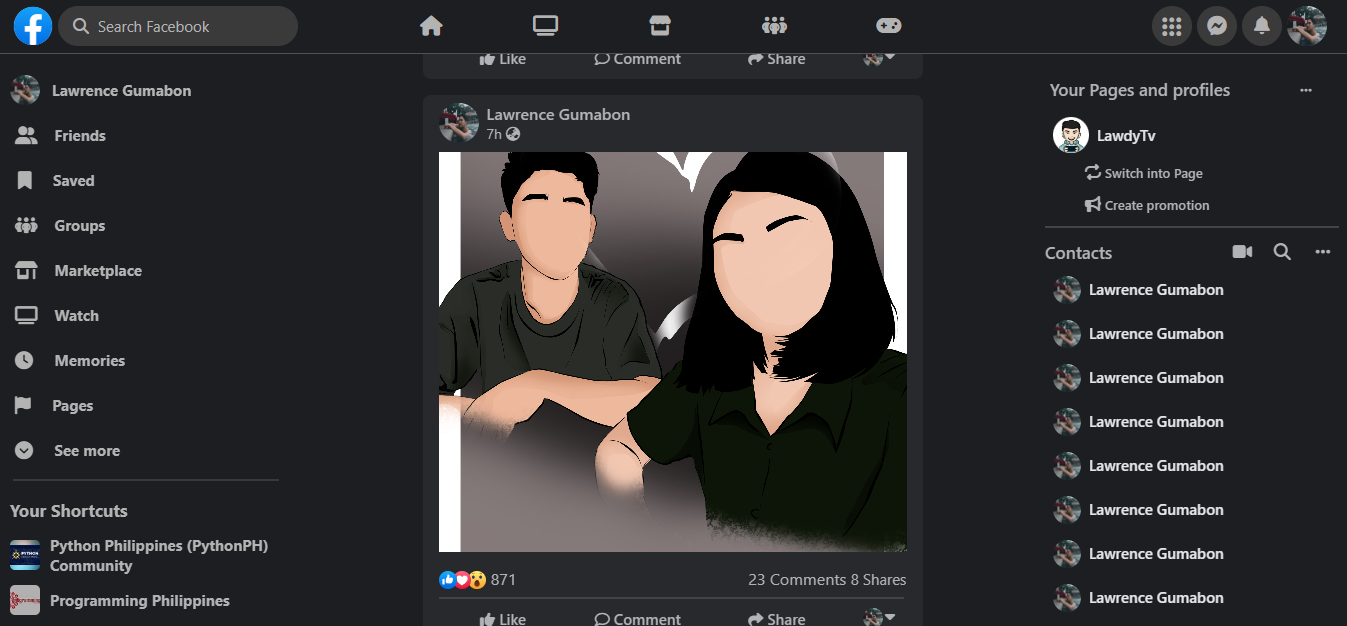 Search Facebook
Lawrence Gumabon
Friends
Saved
Groups
Marketplace
Watch
Memories
Pages
See more
Your Shortcuts
Python Philippines (PythonPH)
Community
Programming Philippines
Like Comment Share
Lawrence Gumabon
7h
871
23 Comments 8 Shares
Like Comment Share
Your Pages and profiles
LawdyTv
Switch into Page
Create promotion
Contacts
Lawrence Gumabon
Lawrence Gumabon
Lawrence Gumabon
Lawrence Gumabon
Lawrence Gumabon
Lawrence Gumabon
Lawrence Gumabon
Lawrence Gumabon